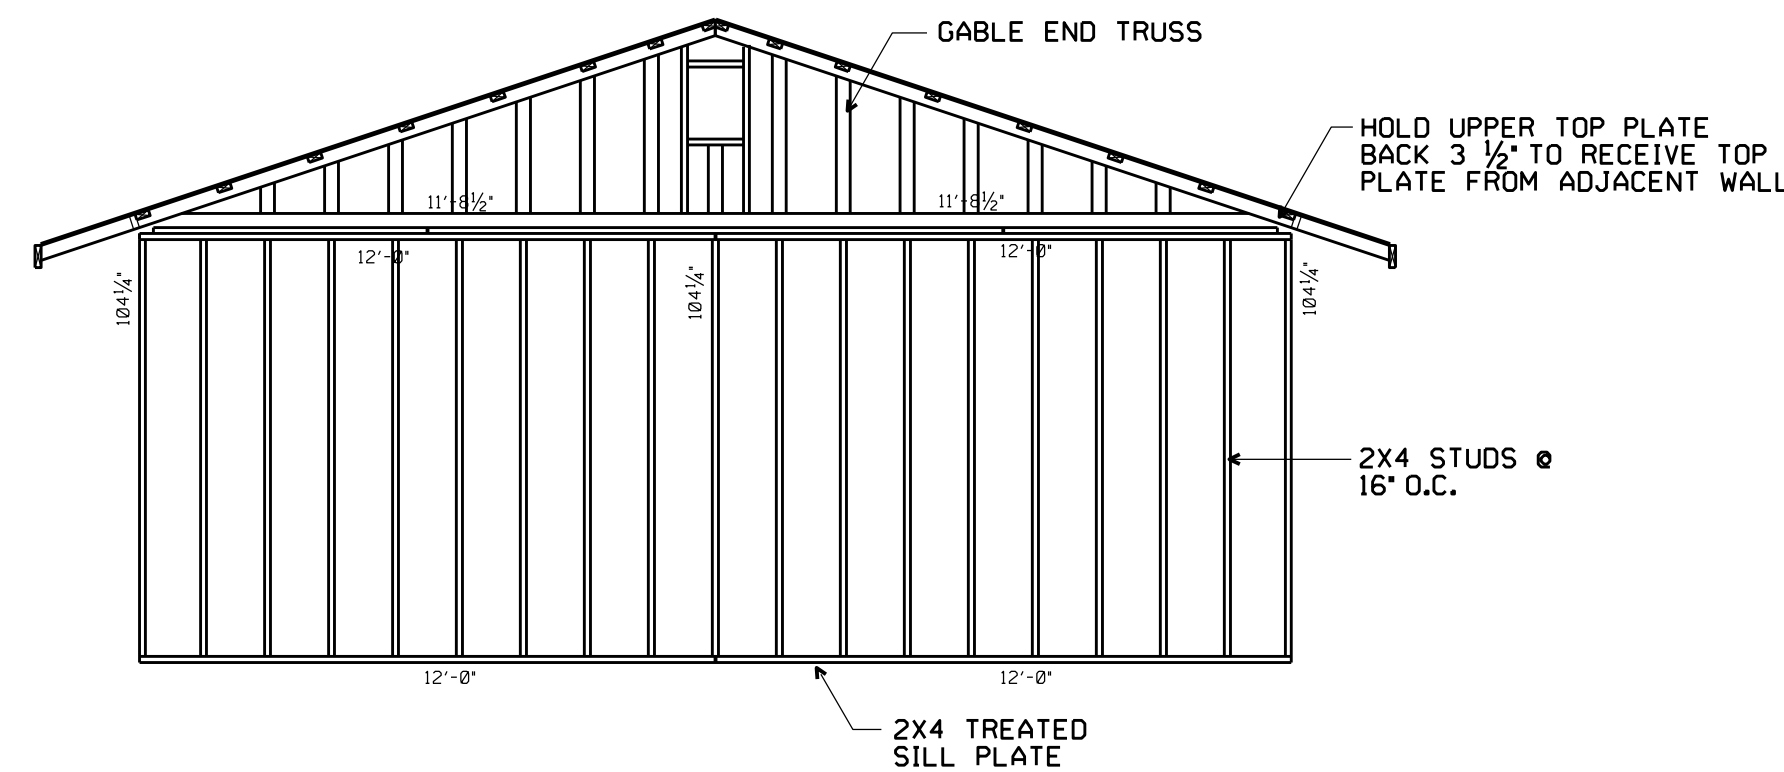 GABLE END TRUSS
HOLD UPPER TOP PLATE
BACK 3 ½" TO RECEIVE TOP
PLATE FROM ADJACENT WALL
11'-8½"
11'-8½"
12'-0"
12'-0"
104¼"
104¼"
104¼"
2X4 STUDS @
16" O.C.
12'-0"
12'-0"
2X4 TREATED
SILL PLATE